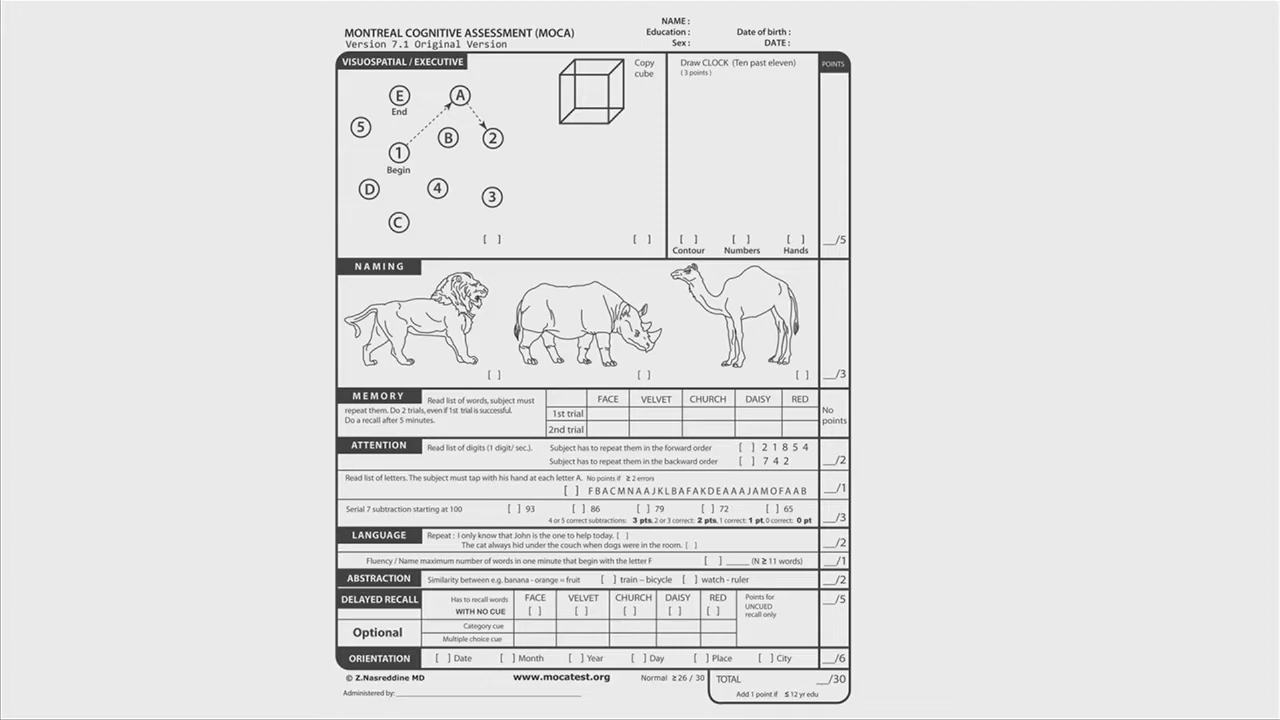 NAME :
MONTREAL COGNITIVE ASSESSMENT (MOCA)
Education : Date of birth :
Version 7.1 Original Version
Sex : DATE :
VISUOSPATIAL / EXECUTIVE
Copy cube
Draw CLOCK (Ten past eleven)
( 3 points )
POINTS
E
End
A
5
B
2
1
Begin
D
4
3
C
[ ] [ ] [ ] [ ] [ ] __/5
Contour Numbers Hands
NAMING
[ ] [ ] [ ] __/3
MEMORY
Read list of words, subject must
repeat them. Do 2 trials, even if 1st trial is successful.
Do a recall after 5 minutes.
FACE VELVET CHURCH DAISY RED
1st trial
2nd trial
No points
ATTENTION
Read list of digits (1 digit/ sec.). Subject has to repeat them in the forward order [ ] 2 1 8 5 4
Subject has to repeat them in the backward order [ ] 7 4 2 __/2
Read list of letters. The subject must tap with his hand at each letter A. No points if ≥ 2 errors
[ ] F B A C M N A A J K L B A F A K D E A A A J A M O F A A B __/1
Serial 7 subtraction starting at 100 [ ] 93 [ ] 86 [ ] 79 [ ] 72 [ ] 65
4 or 5 correct subtractions: 3 pts, 2 or 3 correct: 2 pts, 1 correct: 1 pt, 0 correct: 0 pt __/3
LANGUAGE
Repeat : I only know that John is the one to help today. [ ]
The cat always hid under the couch when dogs were in the room. [ ] __/2
Fluency / Name maximum number of words in one minute that begin with the letter F [ ] _____ (N ≥ 11 words) __/1
ABSTRACTION
Similarity between e.g. banana - orange = fruit [ ] train – bicycle [ ] watch - ruler __/2
DELAYED RECALL
Has to recall words
WITH NO CUE
FACE VELVET CHURCH DAISY RED
[ ] [ ] [ ] [ ] [ ]
Points for
UNCUED
recall only
__/5
Optional
Category cue
Multiple choice cue
ORIENTATION
[ ] Date [ ] Month [ ] Year [ ] Day [ ] Place [ ] City __/6
© Z.Nasreddine MD www.mocatest.org Normal ≥ 26 / 30 TOTAL __/30
Administered by: ______________________________
Add 1 point if ≤ 12 yr edu